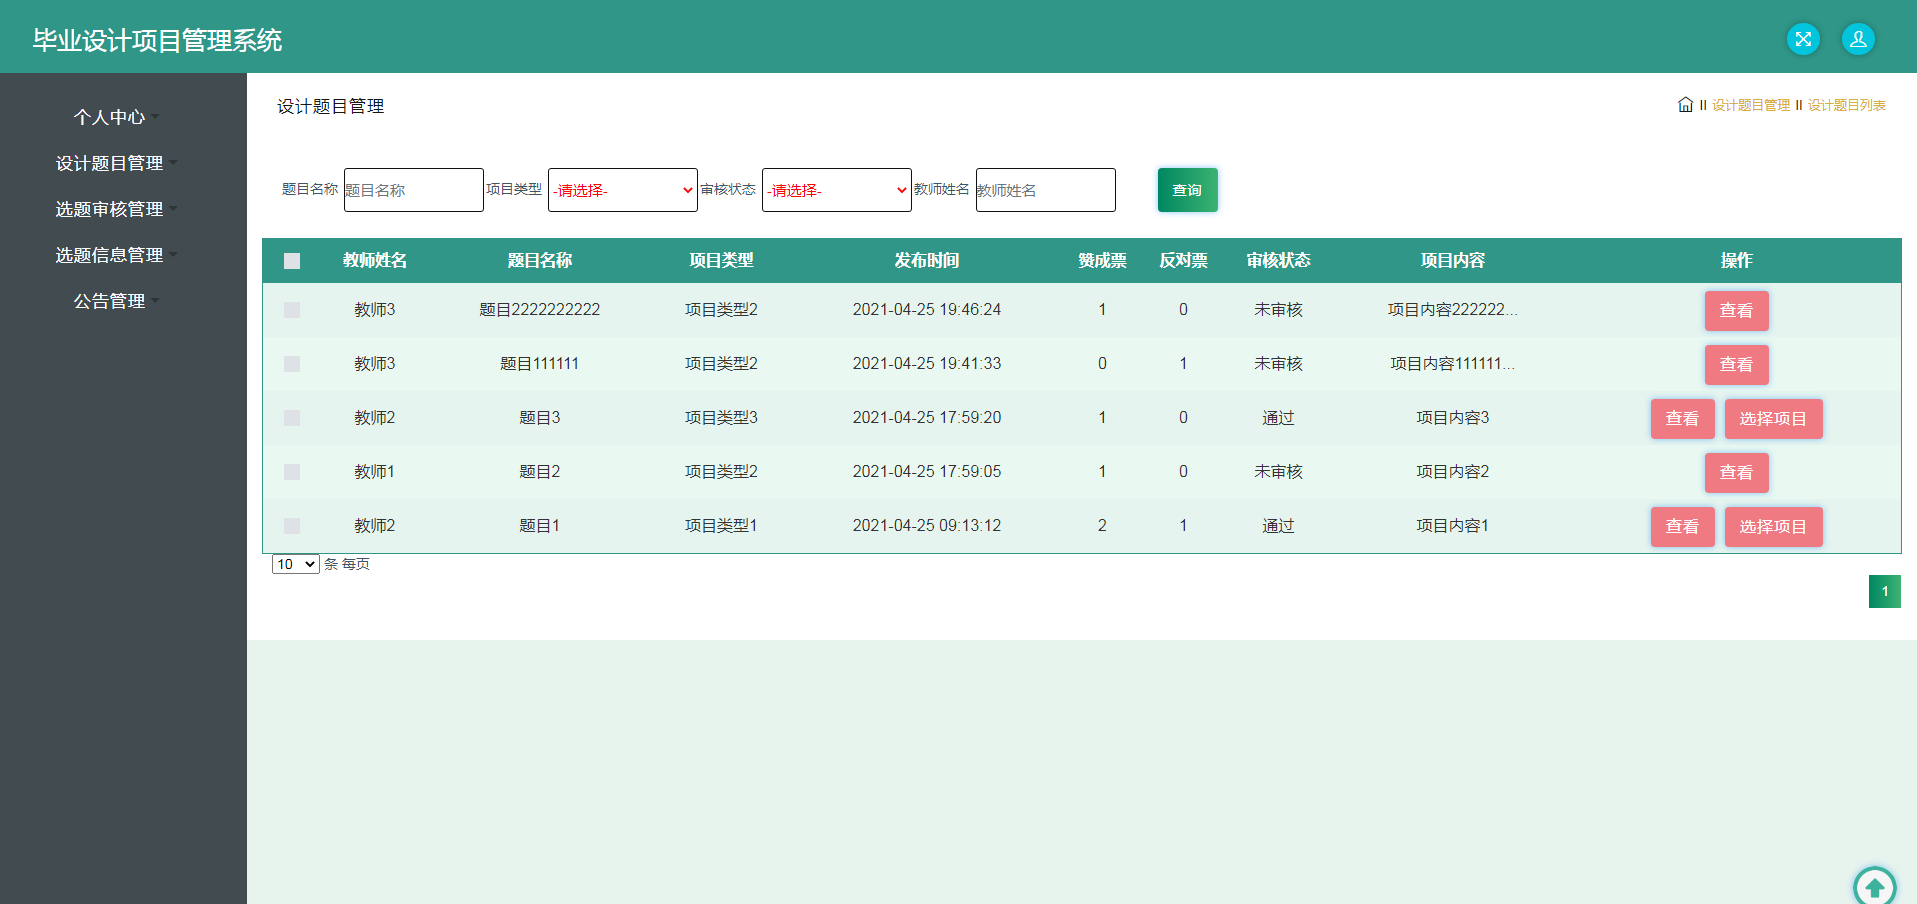 毕业设计项目管理系统
个人中心
设计题目管理
选题审核管理
选题信息管理
公告管理
设计题目管理
设计题目管理 设计题目列表
题目名称 题目名称 项目类型 -请选择- 审核状态 -请选择- 教师姓名 教师姓名 查询
教师姓名 题目名称 项目类型 发布时间 赞成票 反对票 审核状态 项目内容 操作
教师3 题目2222222222 项目类型2 2021-04-25 19:46:24 1 0 未审核 项目内容222222... 查看
教师3 题目111111 项目类型2 2021-04-25 19:41:33 0 1 未审核 项目内容111111... 查看
教师2 题目3 项目类型3 2021-04-25 17:59:20 1 0 通过 项目内容3 查看 选择项目
教师1 题目2 项目类型2 2021-04-25 17:59:05 1 0 未审核 项目内容2 查看
教师2 题目1 项目类型1 2021-04-25 09:13:12 2 1 通过 项目内容1 查看 选择项目
10 条 每页
1